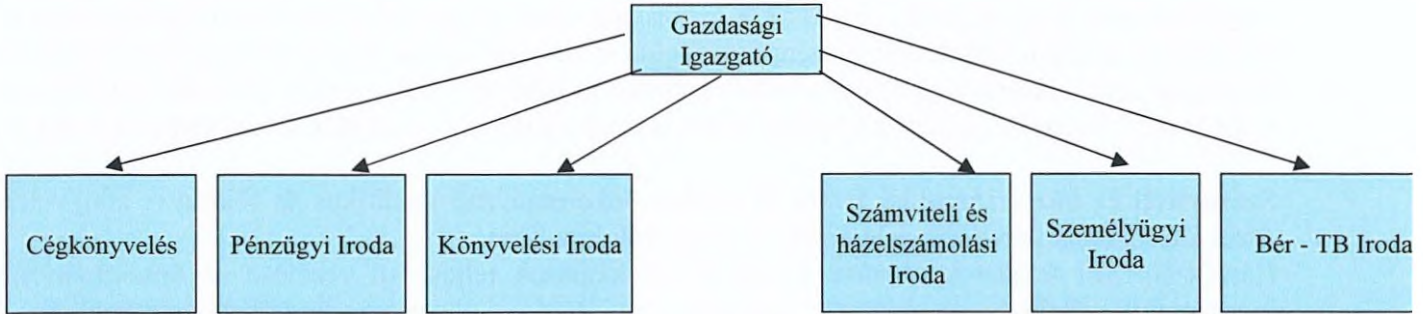 Gazdasági
Igazgató
Cégkönyvelés
Pénzügyi Iroda
Könyvelési Iroda
Számviteli és
házelszámolási
Iroda
Személyügyi
Iroda
Bér - TB Iroda